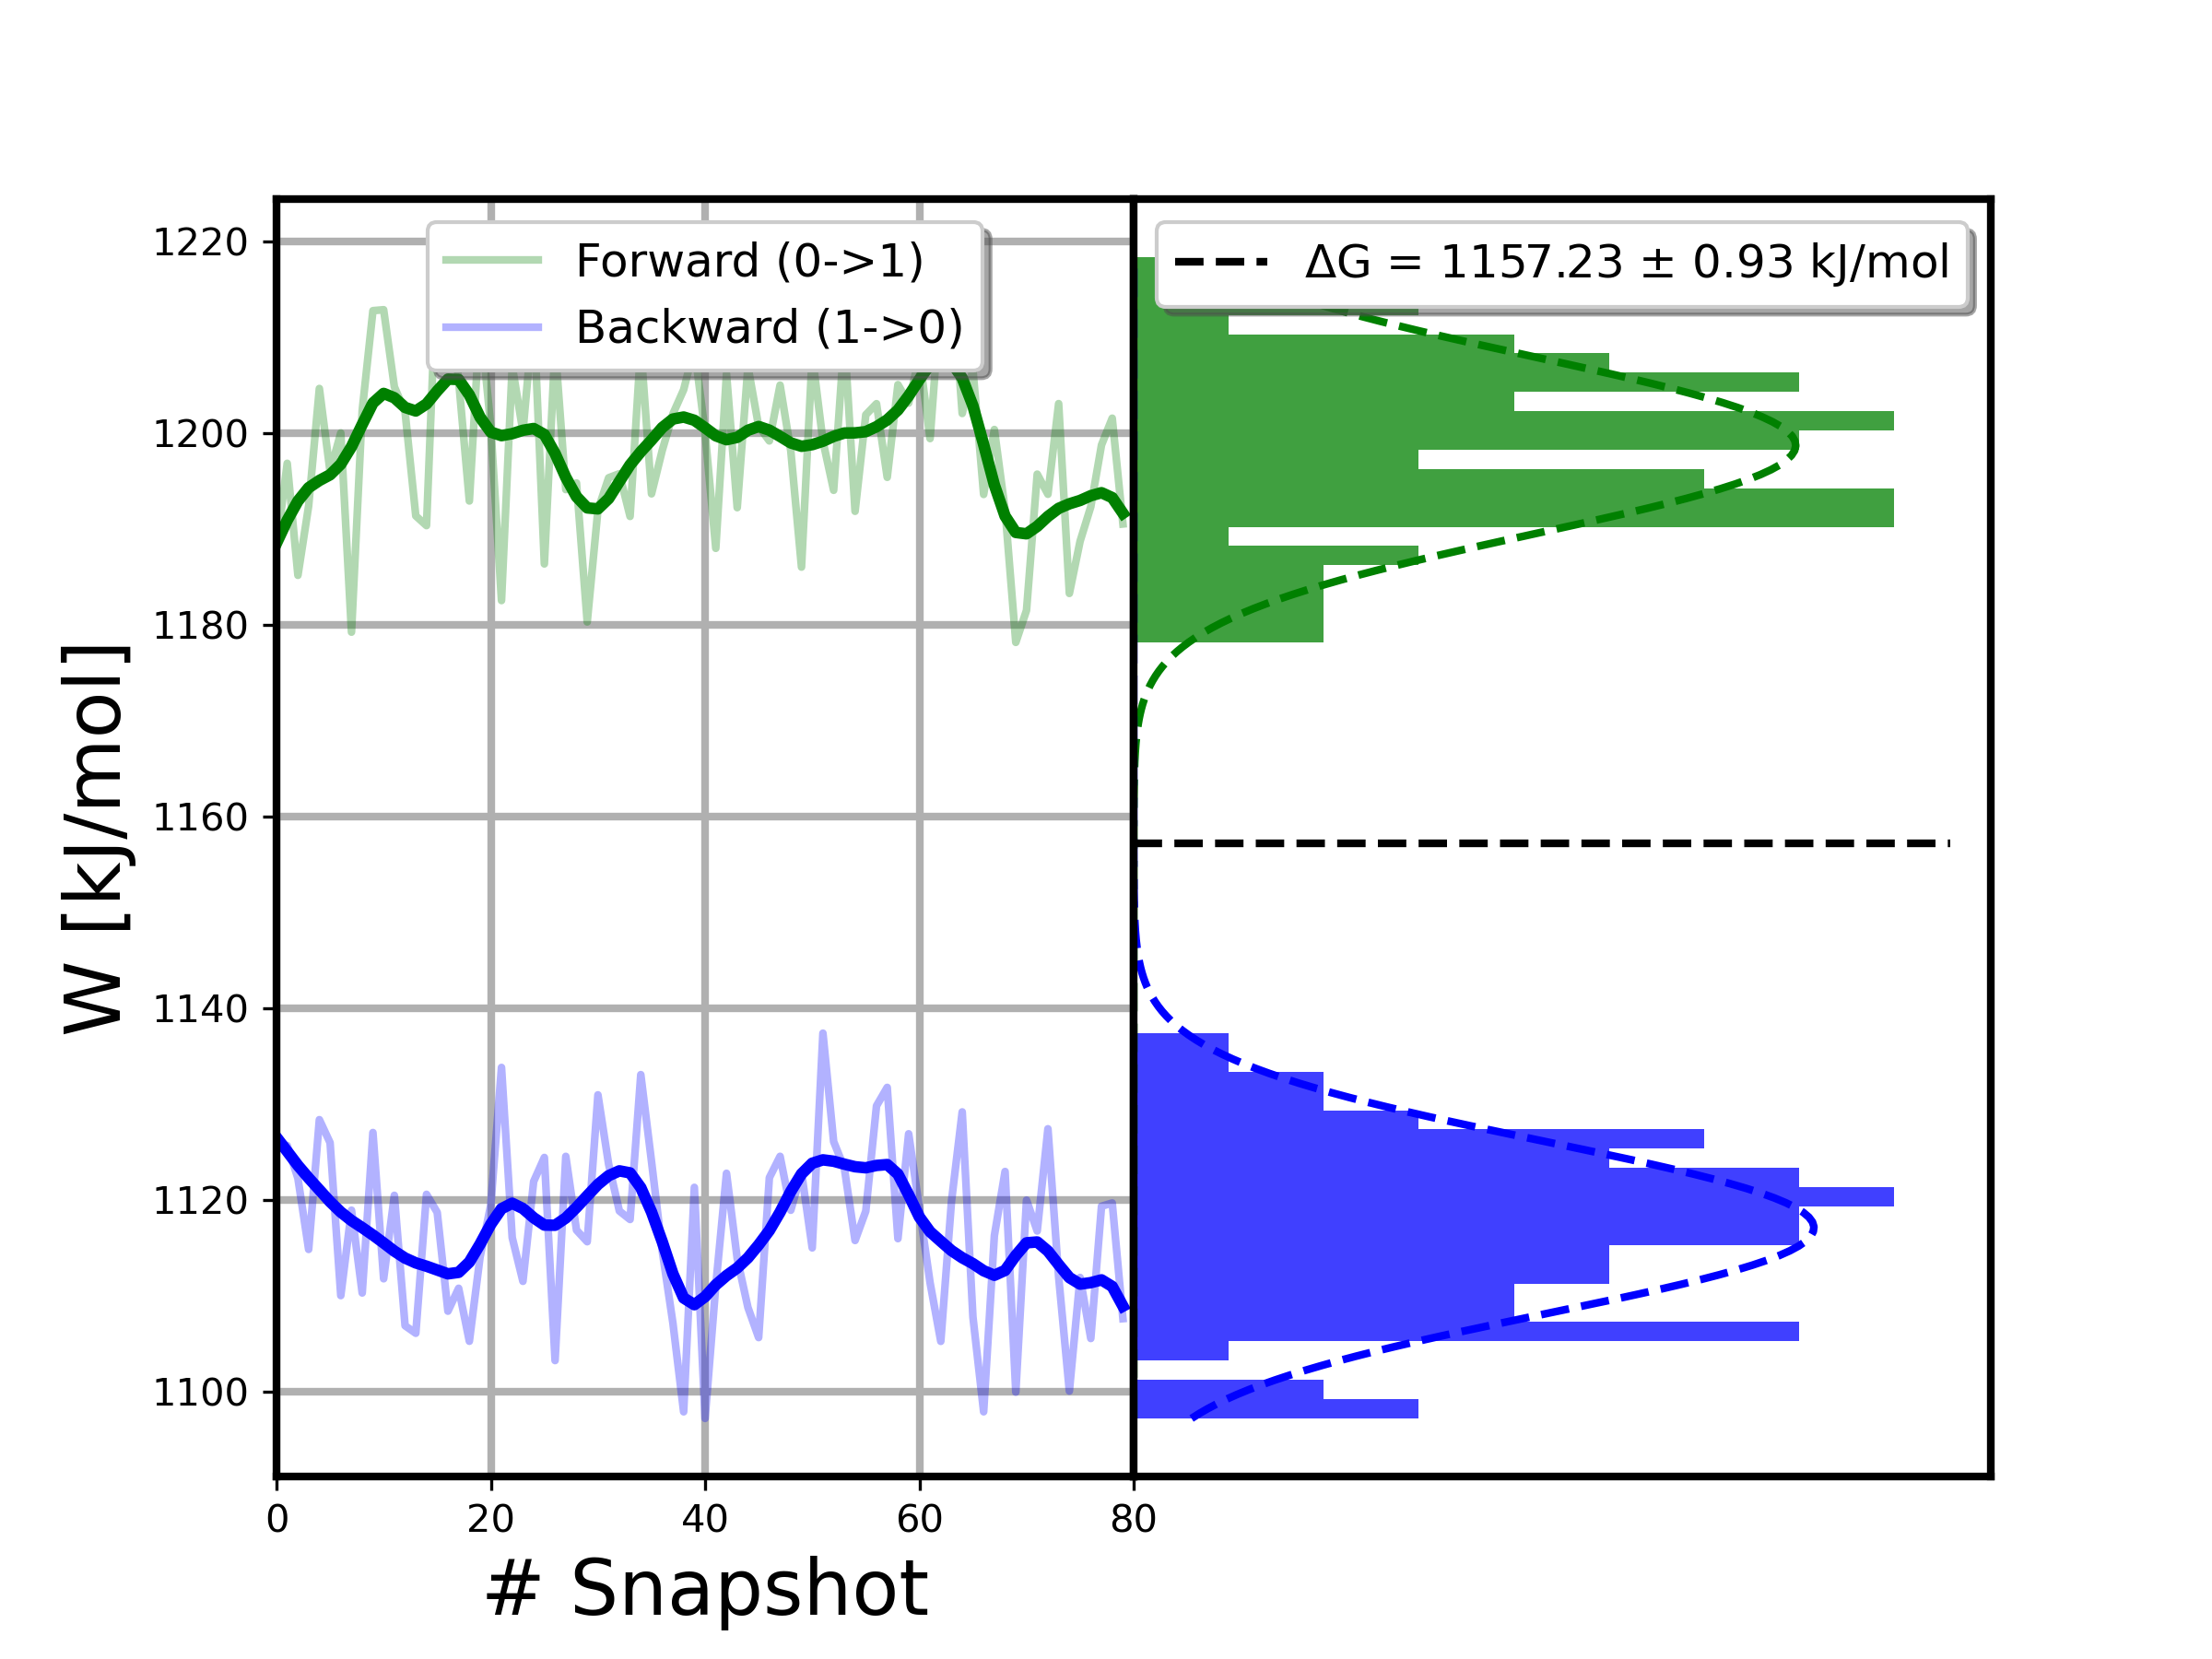 Forward (0->1)
Backward (1->0)
ΔG = 1157.23 ± 0.93 kJ/mol
W [kJ/mol]
1220
1200
1180
1160
1140
1120
1100
0 20 40 60 80
# Snapshot